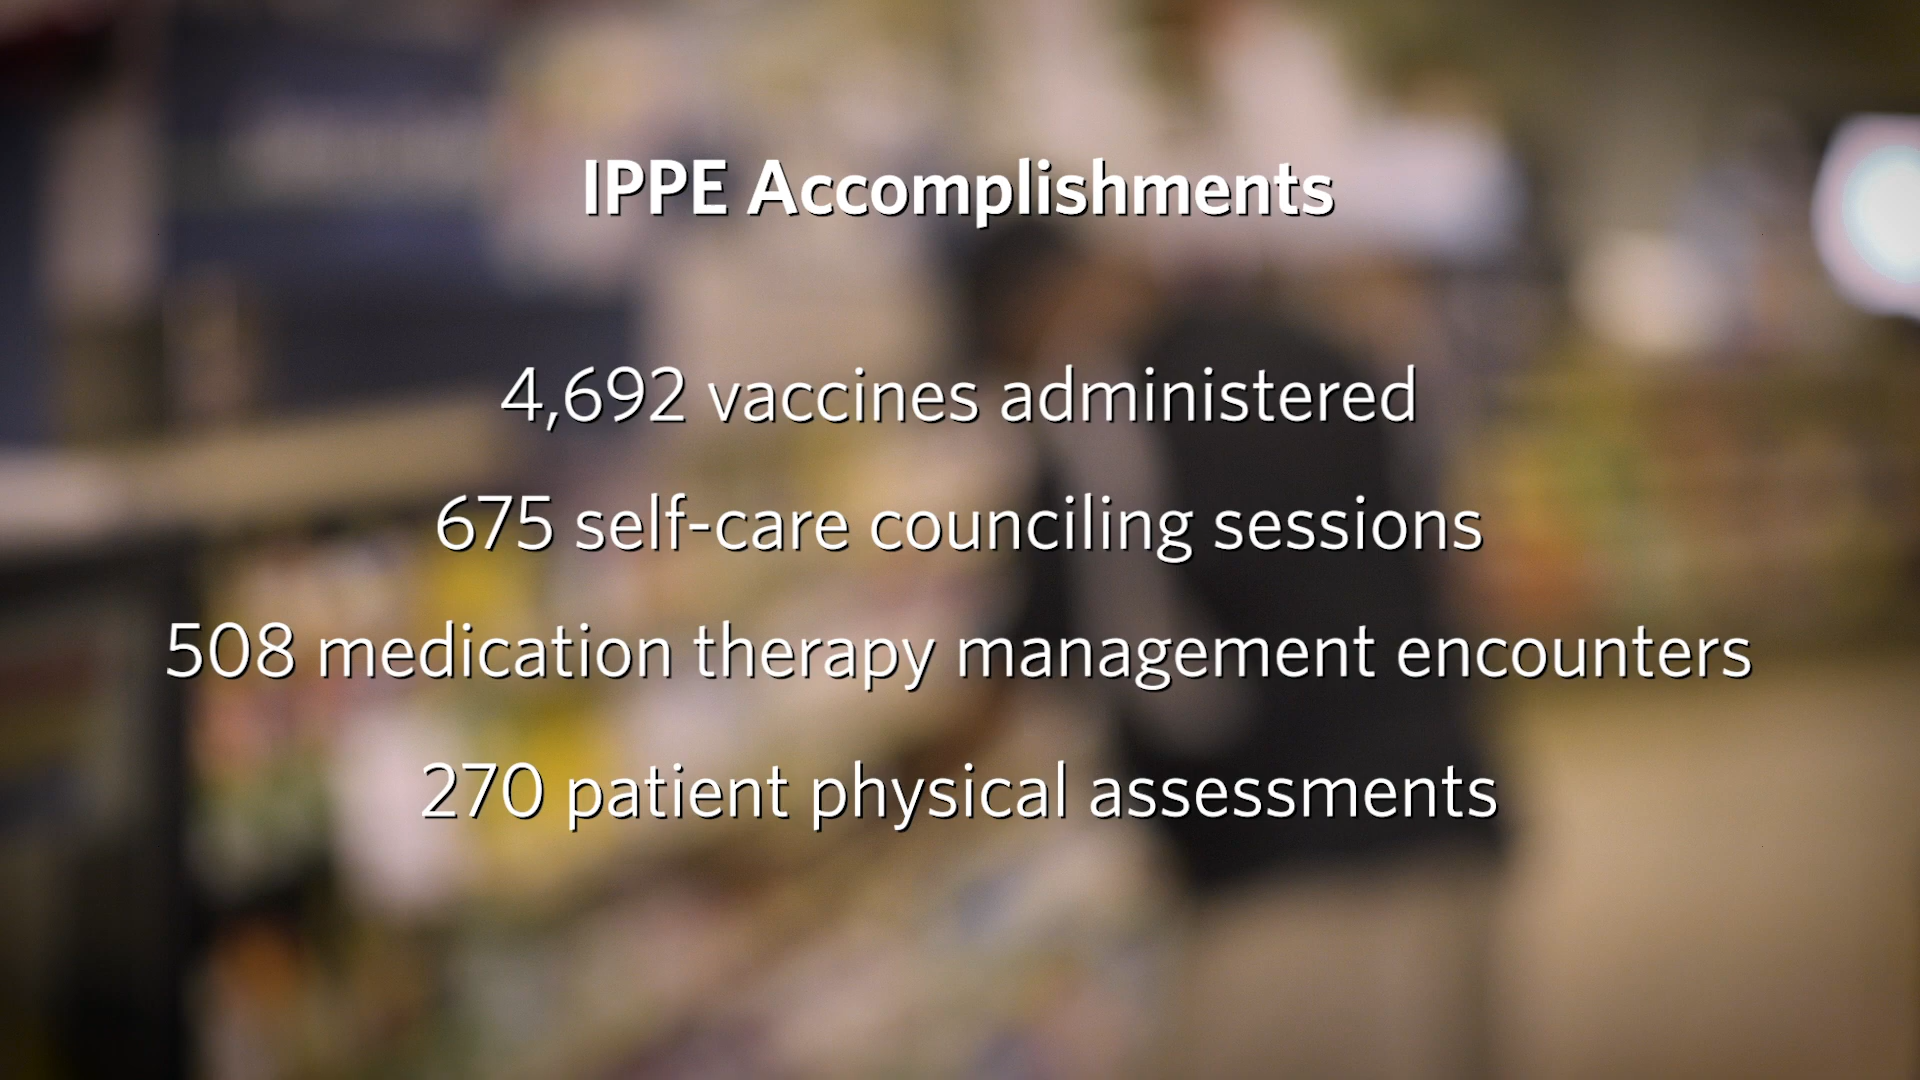 IPPE Accomplishments
4,692 vaccines administered
675 self-care counciling sessions
508 medication therapy management encounters
270 patient physical assessments